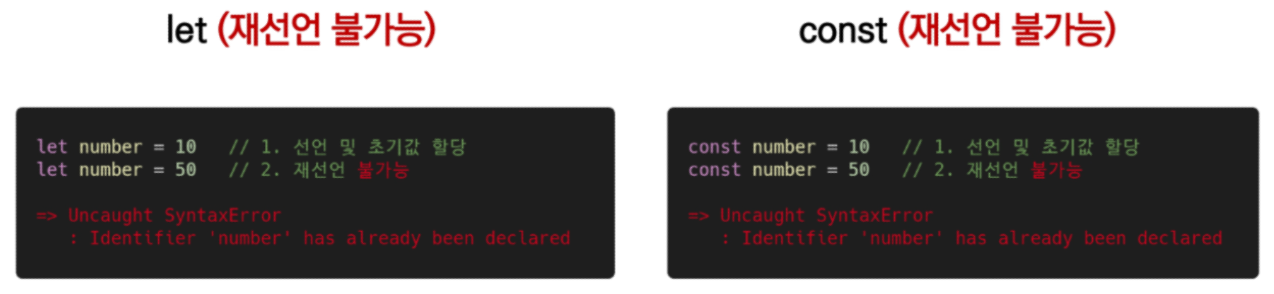 let (재선언 불가능)
let number = 10 // 1. 선언 및 초기값 할당
let number = 50 // 2. 재선언 불가능
=> Uncaught SyntaxError
: Identifier 'number' has already been declared
const (재선언 불가능)
const number = 10 // 1. 선언 및 초기값 할당
const number = 50 // 2. 재선언 불가능
=> Uncaught SyntaxError
: Identifier 'number' has already been declared